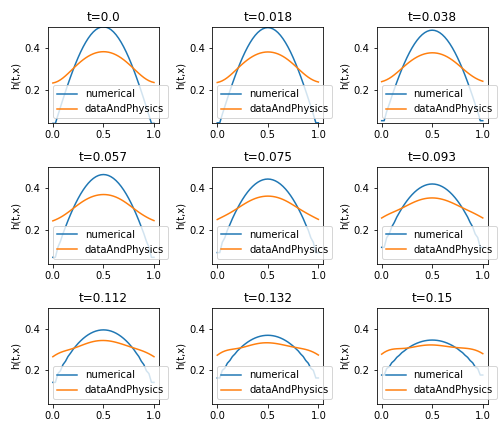 t=0.0
t=0.018
t=0.038
h(t,x)
0.4
0.2
numerical
dataAndPhysics
0.0
0.5
1.0
h(t,x)
0.4
0.2
numerical
dataAndPhysics
0.0
0.5
1.0
h(t,x)
0.4
0.2
numerical
dataAndPhysics
0.0
0.5
1.0
t=0.057
t=0.075
t=0.093
h(t,x)
0.4
0.2
numerical
dataAndPhysics
0.0
0.5
1.0
h(t,x)
0.4
0.2
numerical
dataAndPhysics
0.0
0.5
1.0
h(t,x)
0.4
0.2
numerical
dataAndPhysics
0.0
0.5
1.0
t=0.112
t=0.132
t=0.15
h(t,x)
0.4
0.2
numerical
dataAndPhysics
0.0
0.5
1.0
h(t,x)
0.4
0.2
numerical
dataAndPhysics
0.0
0.5
1.0
h(t,x)
0.4
0.2
numerical
dataAndPhysics
0.0
0.5
1.0